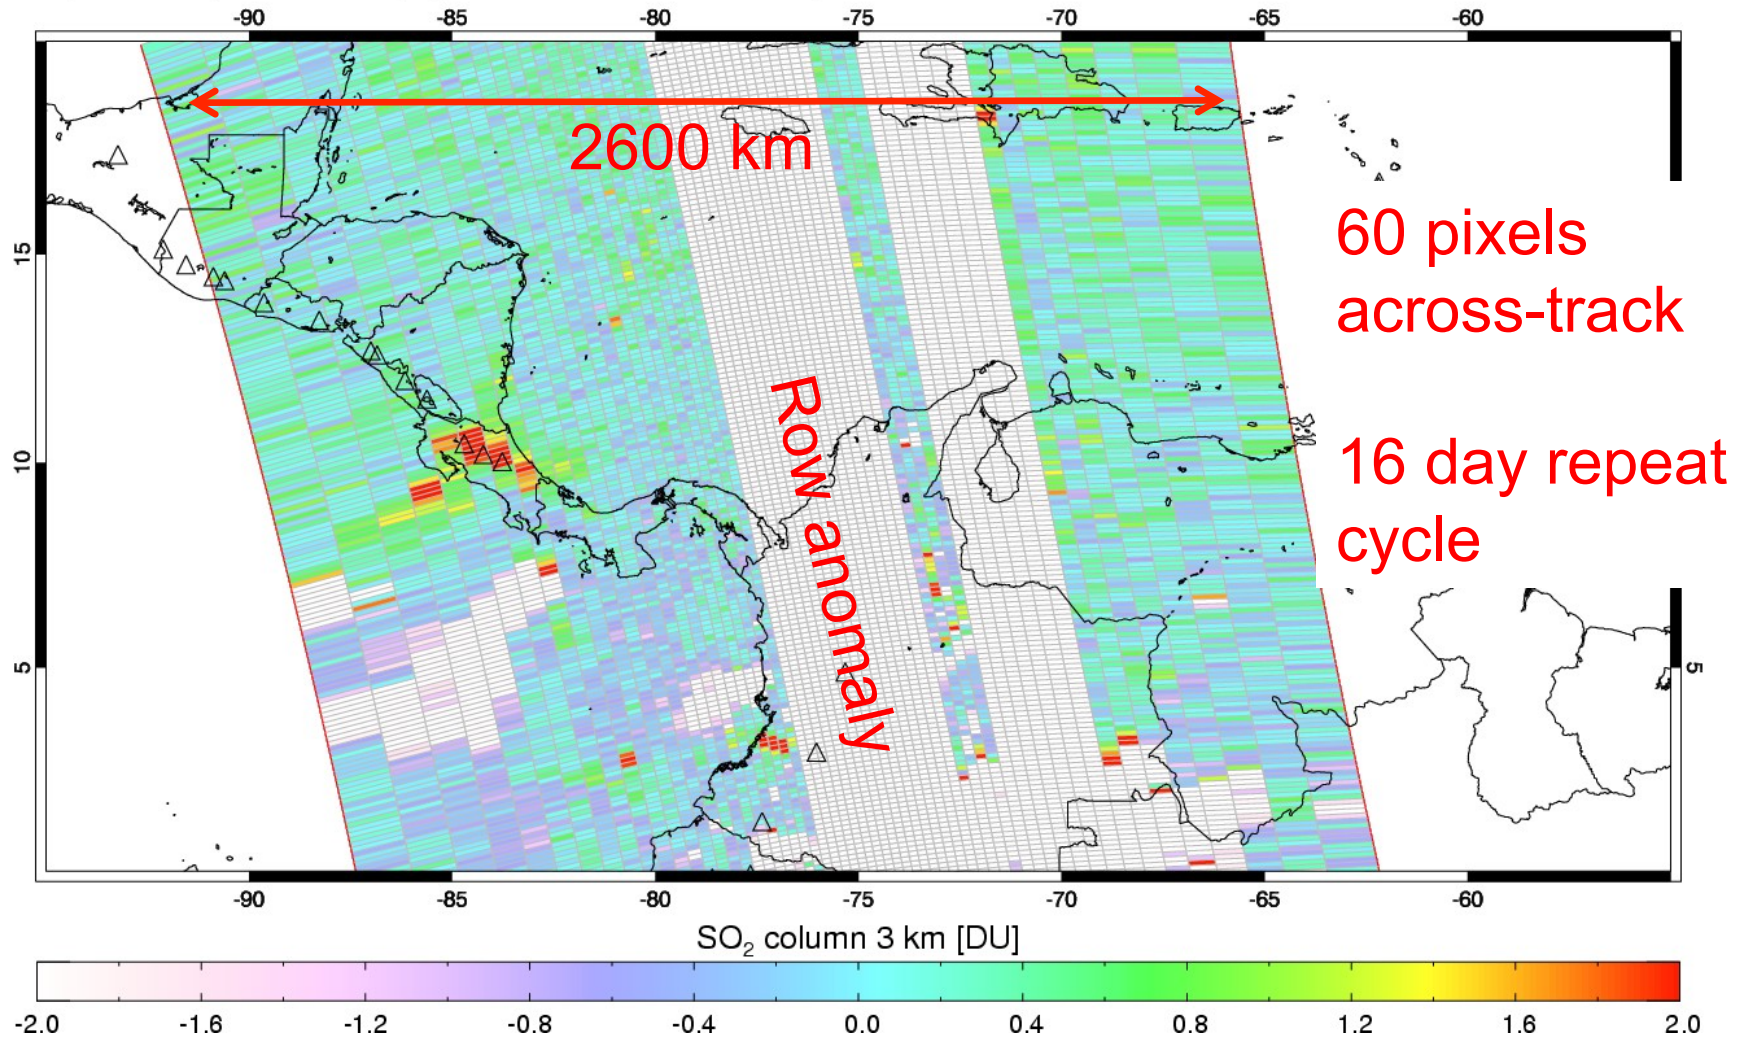 -90 -85 -80 -75 -70 -65 -60
2600 km
60 pixels
across-track
16 day repeat
cycle
Row anomaly
15
10
5
5
-90 -85 -80 -75 -70 -65 -60
SO₂ column 3 km [DU]
-2.0 -1.6 -1.2 -0.8 -0.4 0.0 0.4 0.8 1.2 1.6 2.0